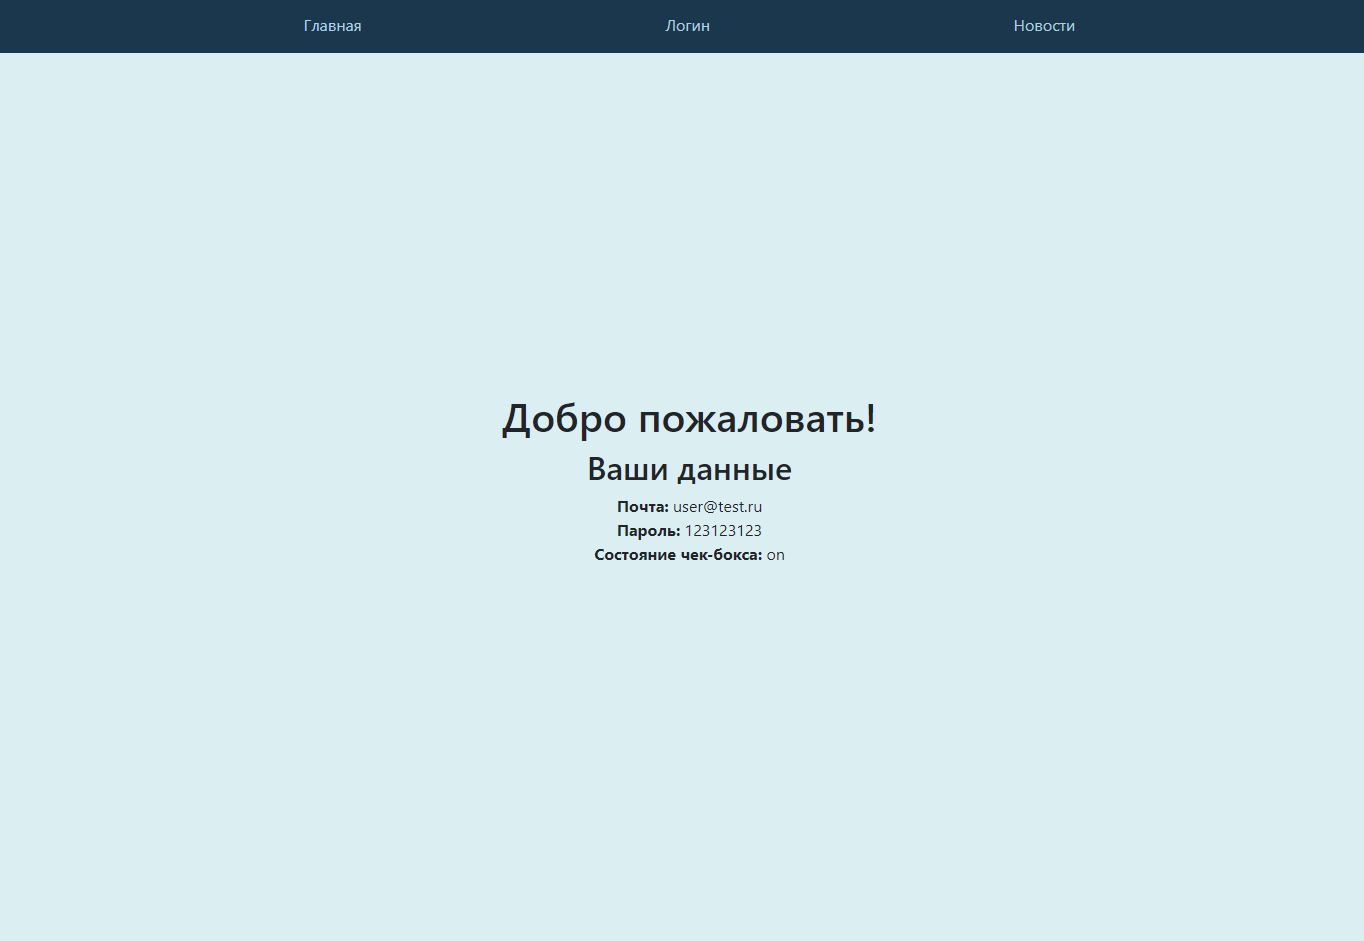 Главная Логин Новости
Добро пожаловать!
Ваши данные
Почта: user@test.ru
Пароль: 123123123
Состояние чек-бокса: on